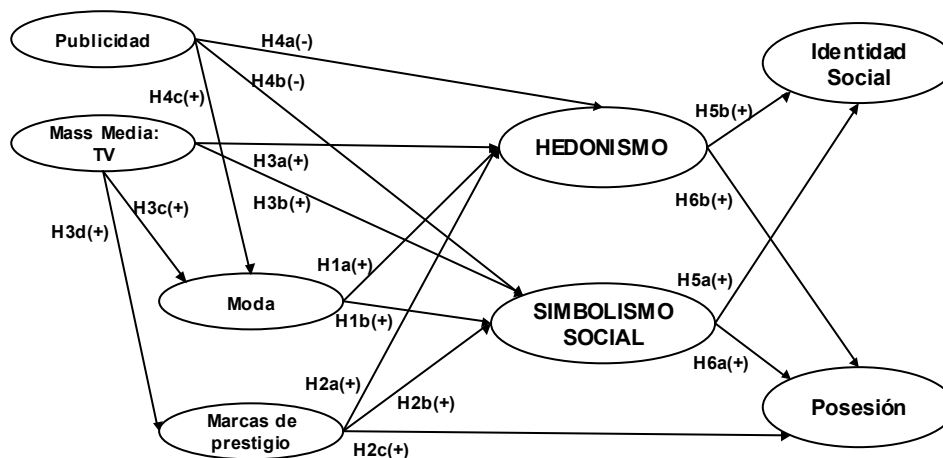 Publicidad
H4a(-)
Identidad
Social
H4b(-)
H4c(+)
H5b(+)
Mass Media:
TV
HEDONISMO
H3a(+)
H3b(+)
H6b(+)
H3c(+)
H3d(+)
H1a(+)
H5a(+)
Moda
H1b(+)
SIMBOLISMO
SOCIAL
H6a(+)
H2a(+)
H2b(+)
Posesión
Marcas de
prestigio
H2c(+)